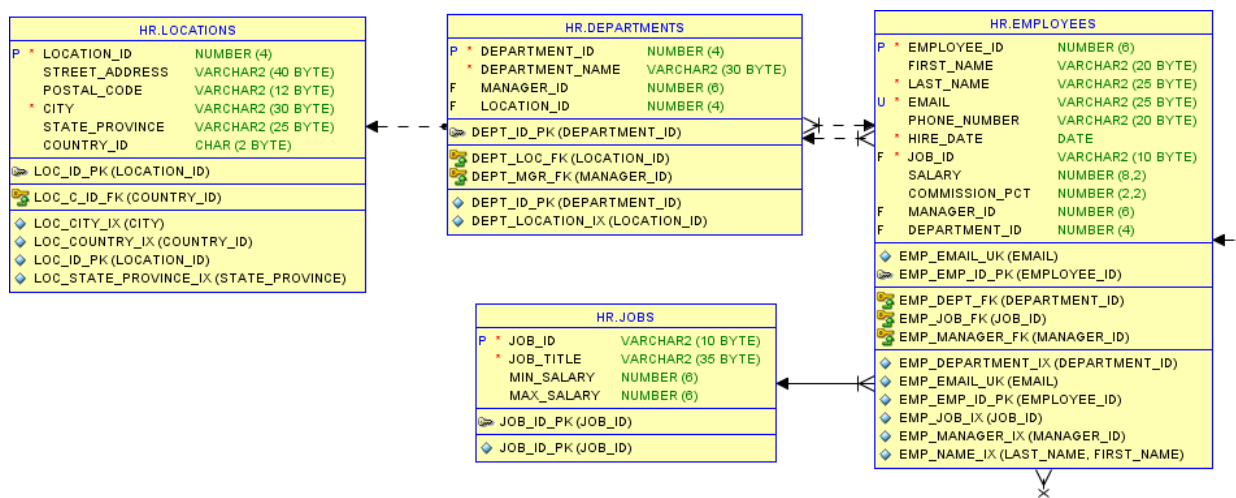 HR.LOCATIONS
P * LOCATION_ID NUMBER (4)
STREET_ADDRESS VARCHAR2 (40 BYTE)
POSTAL_CODE VARCHAR2 (12 BYTE)
* CITY VARCHAR2 (30 BYTE)
STATE_PROVINCE VARCHAR2 (25 BYTE)
COUNTRY_ID CHAR (2 BYTE)
LOC_ID_PK (LOCATION_ID)
LOC_C_ID_FK (COUNTRY_ID)
LOC_CITY_IX (CITY)
LOC_COUNTRY_IX (COUNTRY_ID)
LOC_ID_PK (LOCATION_ID)
LOC_STATE_PROVINCE_IX (STATE_PROVINCE)
HR.DEPARTMENTS
P * DEPARTMENT_ID NUMBER (4)
* DEPARTMENT_NAME VARCHAR2 (30 BYTE)
F MANAGER_ID NUMBER (6)
F LOCATION_ID NUMBER (4)
DEPT_ID_PK (DEPARTMENT_ID)
DEPT_LOC_FK (LOCATION_ID)
DEPT_MGR_FK (MANAGER_ID)
DEPT_ID_PK (DEPARTMENT_ID)
DEPT_LOCATION_IX (LOCATION_ID)
HR.EMPLOYEES
P * EMPLOYEE_ID NUMBER (6)
FIRST_NAME VARCHAR2 (20 BYTE)
* LAST_NAME VARCHAR2 (25 BYTE)
U * EMAIL VARCHAR2 (25 BYTE)
PHONE_NUMBER VARCHAR2 (20 BYTE)
* HIRE_DATE DATE
F * JOB_ID VARCHAR2 (10 BYTE)
SALARY NUMBER (8,2)
COMMISSION_PCT NUMBER (2,2)
F MANAGER_ID NUMBER (6)
F DEPARTMENT_ID NUMBER (4)
EMP_EMAIL_UK (EMAIL)
EMP_EMP_ID_PK (EMPLOYEE_ID)
EMP_DEPT_FK (DEPARTMENT_ID)
EMP_JOB_FK (JOB_ID)
EMP_MANAGER_FK (MANAGER_ID)
EMP_DEPARTMENT_IX (DEPARTMENT_ID)
EMP_EMAIL_UK (EMAIL)
EMP_EMP_ID_PK (EMPLOYEE_ID)
EMP_JOB_IX (JOB_ID)
EMP_MANAGER_IX (MANAGER_ID)
EMP_NAME_IX (LAST_NAME, FIRST_NAME)
HR.JOBS
P * JOB_ID VARCHAR2 (10 BYTE)
* JOB_TITLE VARCHAR2 (35 BYTE)
MIN_SALARY NUMBER (6)
MAX_SALARY NUMBER (6)
JOB_ID_PK (JOB_ID)
JOB_ID_PK (JOB_ID)